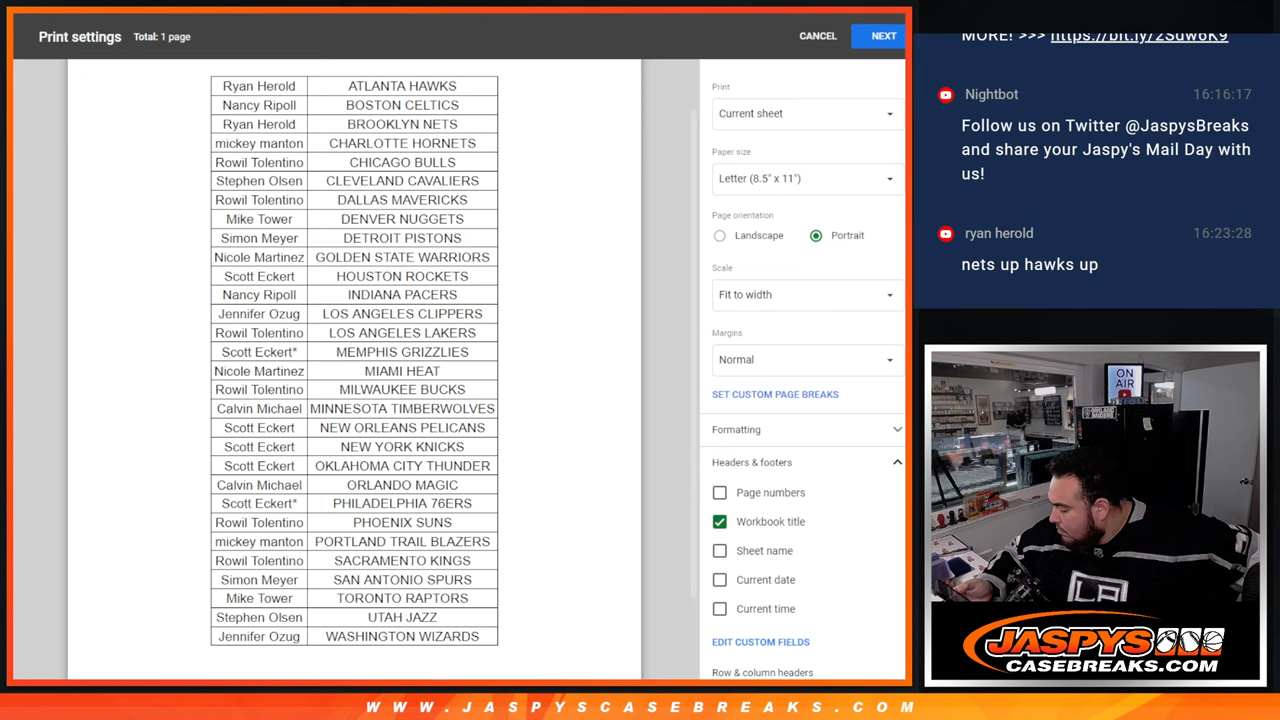 Print settings Total: 1 page CANCEL NEXT
Ryan Herold ATLANTA HAWKS
Nancy Ripoll BOSTON CELTICS
Ryan Herold BROOKLYN NETS
mickey manton CHARLOTTE HORNETS
Rowil Tolentino CHICAGO BULLS
Stephen Olsen CLEVELAND CAVALIERS
Rowil Tolentino DALLAS MAVERICKS
Mike Tower DENVER NUGGETS
Simon Meyer DETROIT PISTONS
Nicole Martinez GOLDEN STATE WARRIORS
Scott Eckert HOUSTON ROCKETS
Nancy Ripoll INDIANA PACERS
Jennifer Ozug LOS ANGELES CLIPPERS
Rowil Tolentino LOS ANGELES LAKERS
Scott Eckert* MEMPHIS GRIZZLIES
Nicole Martinez MIAMI HEAT
Rowil Tolentino MILWAUKEE BUCKS
Calvin Michael MINNESOTA TIMBERWOLVES
Scott Eckert NEW ORLEANS PELICANS
Scott Eckert NEW YORK KNICKS
Scott Eckert OKLAHOMA CITY THUNDER
Calvin Michael ORLANDO MAGIC
Scott Eckert* PHILADELPHIA 76ERS
Rowil Tolentino PHOENIX SUNS
mickey manton PORTLAND TRAIL BLAZERS
Rowil Tolentino SACRAMENTO KINGS
Simon Meyer SAN ANTONIO SPURS
Mike Tower TORONTO RAPTORS
Stephen Olsen UTAH JAZZ
Jennifer Ozug WASHINGTON WIZARDS
Print
Current sheet
Paper size
Letter (8.5" x 11")
Page orientation
Landscape Portrait
Scale
Fit to width
Margins
Normal
SET CUSTOM PAGE BREAKS
Formatting
Headers & footers
Page numbers
Workbook title
Sheet name
Current date
Current time
EDIT CUSTOM FIELDS
Row & column headers
MORE! >>> https://bit.ly/2Sdw6K9
Nightbot 16:16:17
Follow us on Twitter @JaspysBreaks
and share your Jaspy's Mail Day with
us!
ryan herold 16:23:28
nets up hawks up
ON
AIR
LA
JASPYS
CASEBREAKS.COM
WWW.JASPYSCASEBREAKS.COM